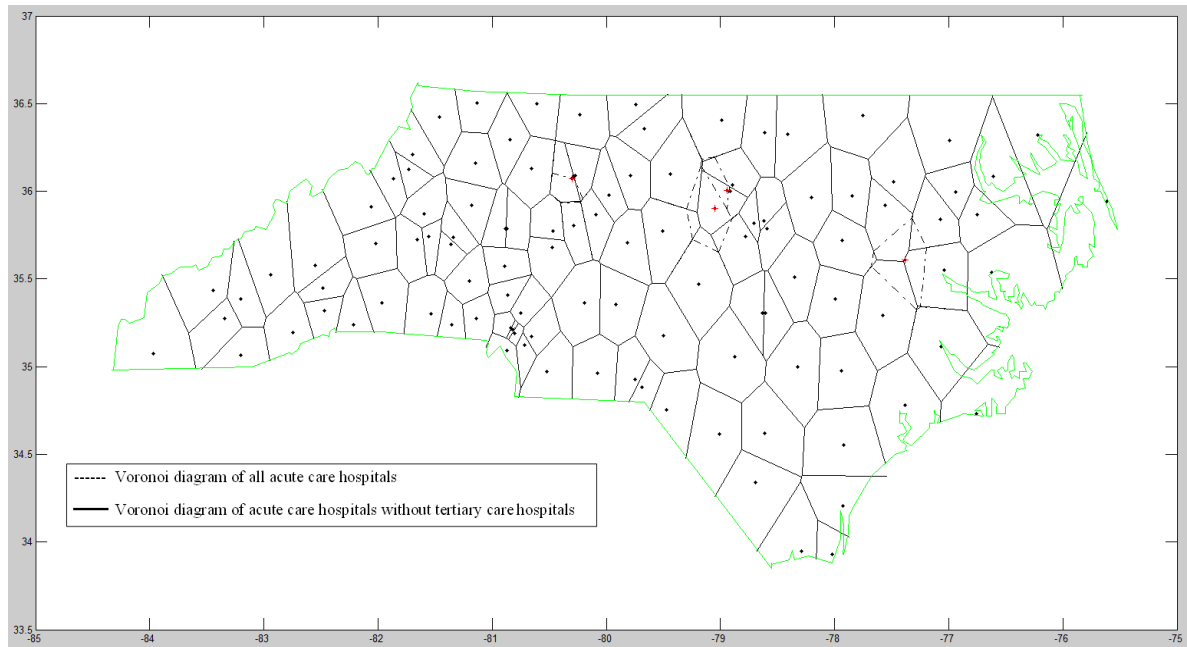 37
36.5
36
35.5
35
34.5
34
33.5
Voronoi diagram of all acute care hospitals
Voronoi diagram of acute care hospitals without tertiary care hospitals
-85 -84 -83 -82 -81 -80 -79 -78 -77 -76 -75